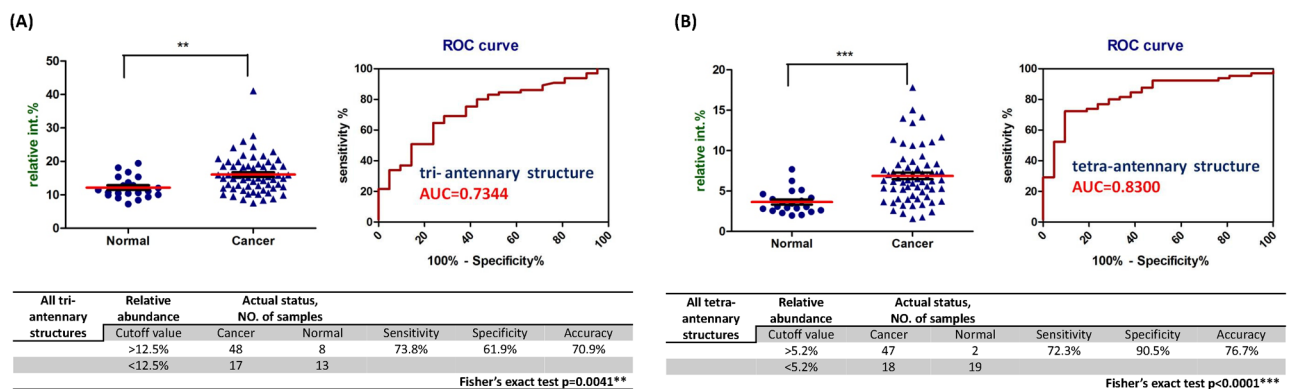 (A)
**
relative int.%
50
40
30
20
10
0
Normal Cancer
ROC curve
sensitivity %
100
80
60
40
20
0
tri- antennary structure
AUC=0.7344
0 20 40 60 80 100
100% - Specificity%
All tri- Relative Actual status,
antennary abundance NO. of samples
structures Cutoff value Cancer Normal Sensitivity Specificity Accuracy
>12.5% 48 8 73.8% 61.9% 70.9%
<12.5% 17 13
Fisher's exact test p=0.0041**
(B)
***
relative int.%
20
15
10
5
0
Normal Cancer
ROC curve
sensitivity %
100
80
60
40
20
0
tetra-antennary structure
AUC=0.8300
0 20 40 60 80 100
100% - Specificity%
All tetra- Relative Actual status,
antennary abundance NO. of samples
structures Cutoff value Cancer Normal Sensitivity Specificity Accuracy
>5.2% 47 2 72.3% 90.5% 76.7%
<5.2% 18 19
Fisher's exact test p<0.0001***